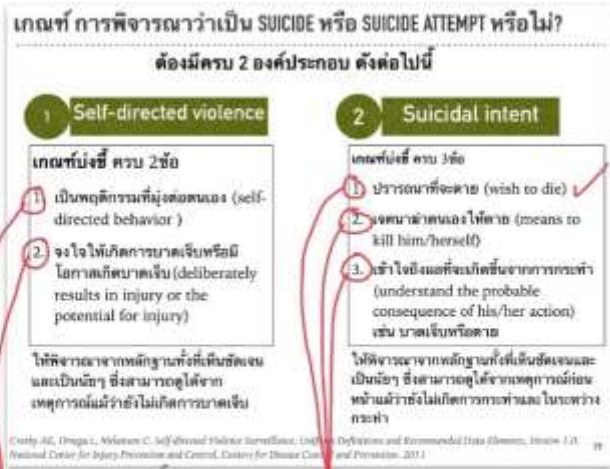 เกณฑ์ การพิจารณาว่าเป็น SUICIDE หรือ SUICIDE ATTEMPT หรือไม่?
ต้องมีครบ 2 องค์ประกอบ ดังต่อไปนี้
1 Self-directed violence
เกณฑ์บ่งชี้ ครบ 2ข้อ
1. เป็นพฤติกรรมที่มุ่งต่อตนเอง (self-
directed behavior )
2. จงใจให้เกิดการบาดเจ็บหรือมี
โอกาสเกิดบาดเจ็บ(deliberately
results in injury or the
potential for injury)
ให้พิจารณาจากหลักฐานทั้งที่เห็นชัดเจน
และเป็นนัยๆ ซึ่งสามารถดูได้จาก
เหตุการณ์แม้ว่ายังไม่เกิดการบาดเจ็บ
2 Suicidal intent
เกณฑ์บ่งชี้ ครบ 3ข้อ
1. ปรารถนาที่จะตาย (wish to die)
2. เจตนาฆ่าตนเองให้ตาย (means to
kill him/herself)
3. เข้าใจถึงผลที่จะเกิดขึ้นจากการกระทำ
(understand the probable
consequence of his/her action)
เช่น บาดเจ็บหรือตาย
ให้พิจารณาจากหลักฐานทั้งที่เห็นชัดเจนและ
เป็นนัยๆ ซึ่งสามารถดูได้จากเหตุการณ์ก่อน
หน้าแม้ว่ายังไม่เกิดการกระทำและในระหว่าง
กระทำ
Crosby AE, Ortega L, Melanson C. Self-directed Violence Surveillance: Uniform Definitions and Recommended Data Elements, Version 1.0.
National Center for Injury Prevention and Control, Centers for Disease Control and Prevention. 2011